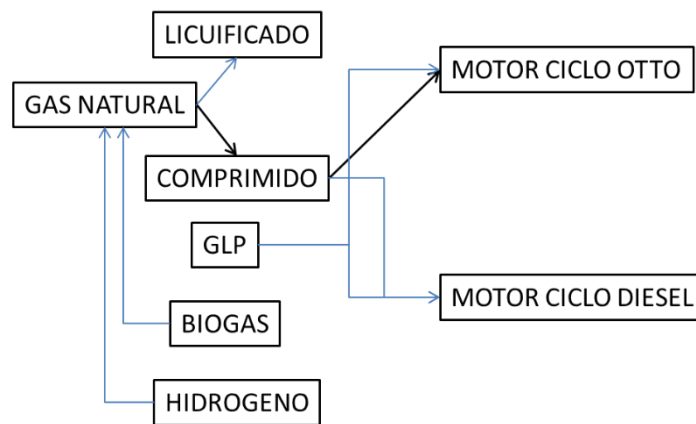 LICUIFICADO
MOTOR CICLO OTTO
GAS NATURAL
COMPRIMIDO
GLP
MOTOR CICLO DIESEL
BIOGAS
HIDROGENO